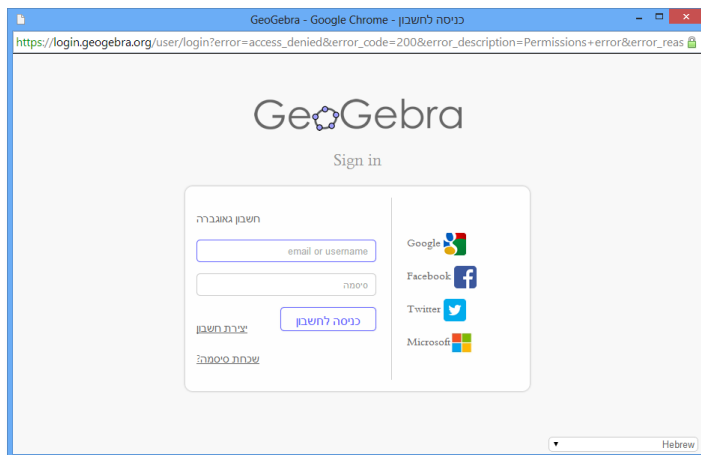 כניסה לחשבון - GeoGebra - Google Chrome
https://login.geogebra.org/user/login?error=access_denied&error_code=200&error_description=Permissions+error&error_reas
GeoGebra
Sign in
חשבון גאוגברה
email or username
סיסמה
כניסה לחשבון
יצירת חשבון
שכחת סיסמה?
Google
Facebook
Twitter
Microsoft
Hebrew